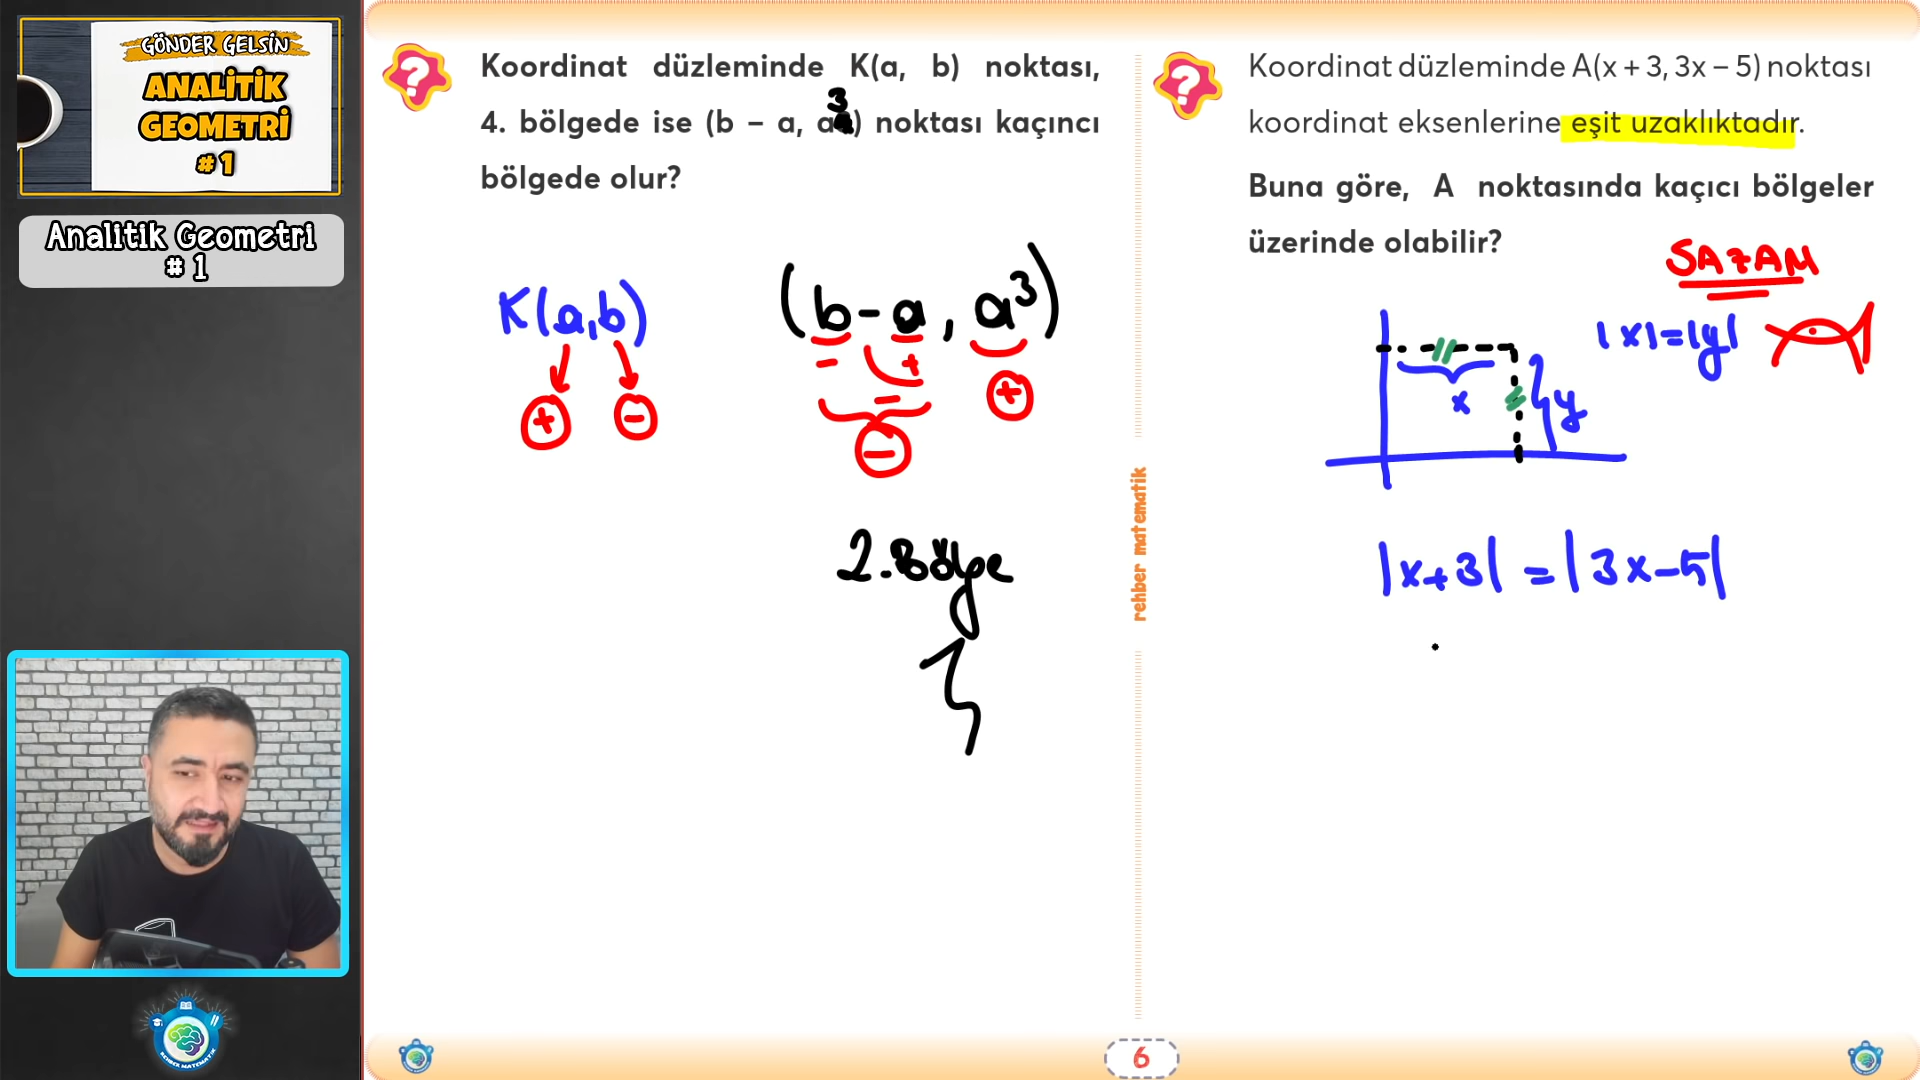 GÖNDER GELSİN
ANALİTİK
GEOMETRİ
#1
Analitik Geometri
#1
Koordinat düzleminde K(a, b) noktası,
4. bölgede ise (b – a, a³) noktası kaçıncı
bölgede olur?
K(a,b)
+ –
(b-a, a³)
– +
– +
–
2.Bölge
rehber matematik
Koordinat düzleminde A(x + 3, 3x – 5) noktası
koordinat eksenlerine eşit uzaklıktadır.
Buna göre, A noktasında kaçıcı bölgeler
üzerinde olabilir?
SAZAN
|x|=|y|
x
y
|x+3| = |3x-5|
REHBER MATEMATİK
6